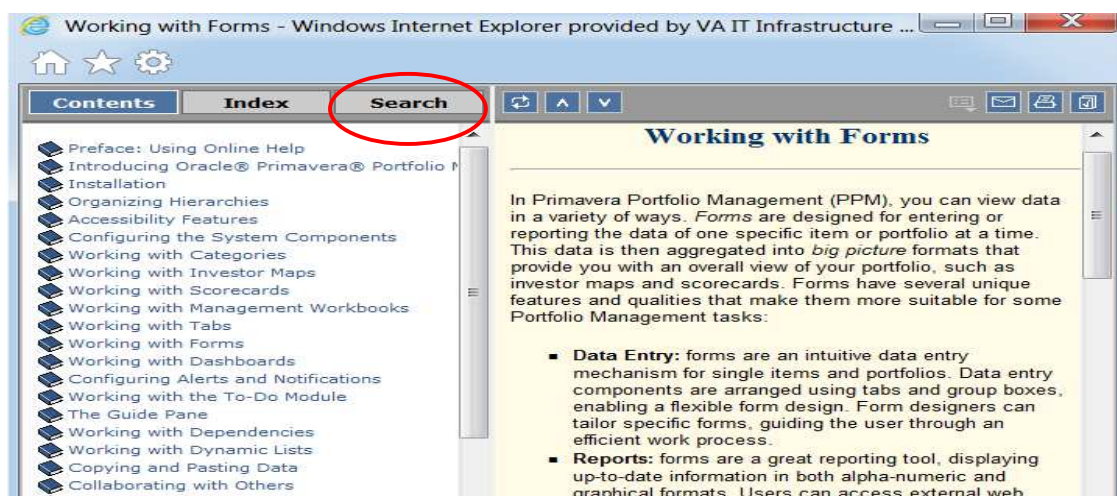 Working with Forms - Windows Internet Explorer provided by VA IT Infrastructure ...
Contents
Index
Search
Preface: Using Online Help
Introducing Oracle® Primavera® Portfolio M
Installation
Organizing Hierarchies
Accessibility Features
Configuring the System Components
Working with Categories
Working with Investor Maps
Working with Scorecards
Working with Management Workbooks
Working with Tabs
Working with Forms
Working with Dashboards
Configuring Alerts and Notifications
Working with the To-Do Module
The Guide Pane
Working with Dependencies
Working with Dynamic Lists
Copying and Pasting Data
Collaborating with Others
Working with Forms
In Primavera Portfolio Management (PPM), you can view data
in a variety of ways. Forms are designed for entering or
reporting the data of one specific item or portfolio at a time.
This data is then aggregated into big picture formats that
provide you with an overall view of your portfolio, such as
investor maps and scorecards. Forms have several unique
features and qualities that make them more suitable for some
Portfolio Management tasks:
▪ Data Entry: forms are an intuitive data entry
mechanism for single items and portfolios. Data entry
components are arranged using tabs and group boxes,
enabling a flexible form design. Form designers can
tailor specific forms, guiding the user through an
efficient work process.
▪ Reports: forms are a great reporting tool, displaying
up-to-date information in both alpha-numeric and
graphical formats. Users can access external web